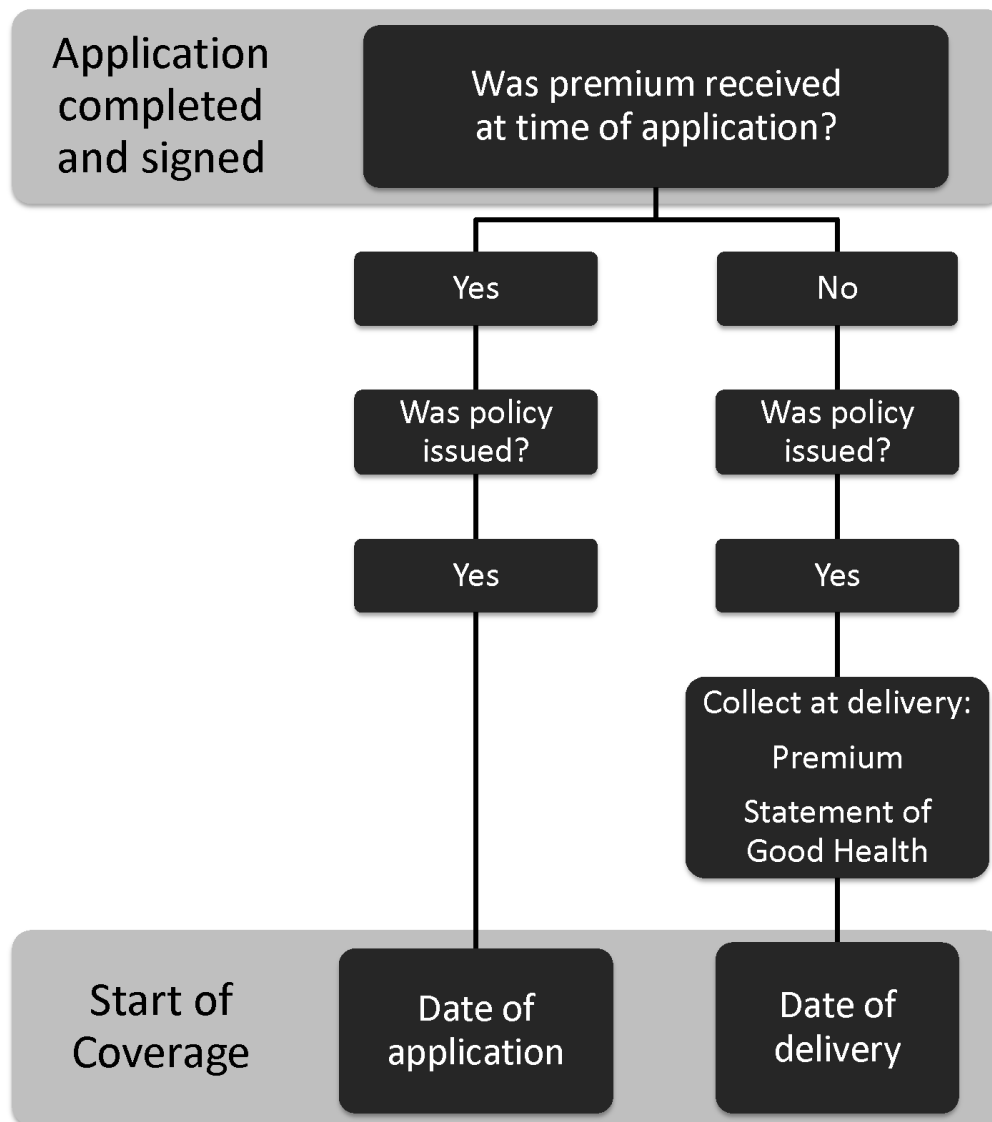 Application
completed
and signed
Was premium received
at time of application?
Yes
No
Was policy
issued?
Was policy
issued?
Yes
Yes
Collect at delivery:
Premium
Statement of
Good Health
Start of
Coverage
Date of
application
Date of
delivery